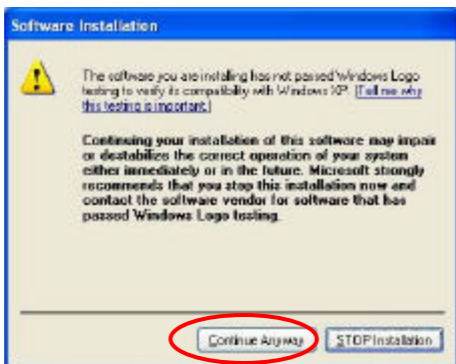 Software Installation
The software you are installing has not passed Windows Logo
testing to verify its compatibility with Windows XP. (Tell me why
this testing is important.)
Continuing your installation of this software may impair
or destabilize the correct operation of your system
either immediately or in the future. Microsoft strongly
recommends that you stop this installation now and
contact the software vendor for software that has
passed Windows Logo testing.
Continue Anyway
STOP Installation